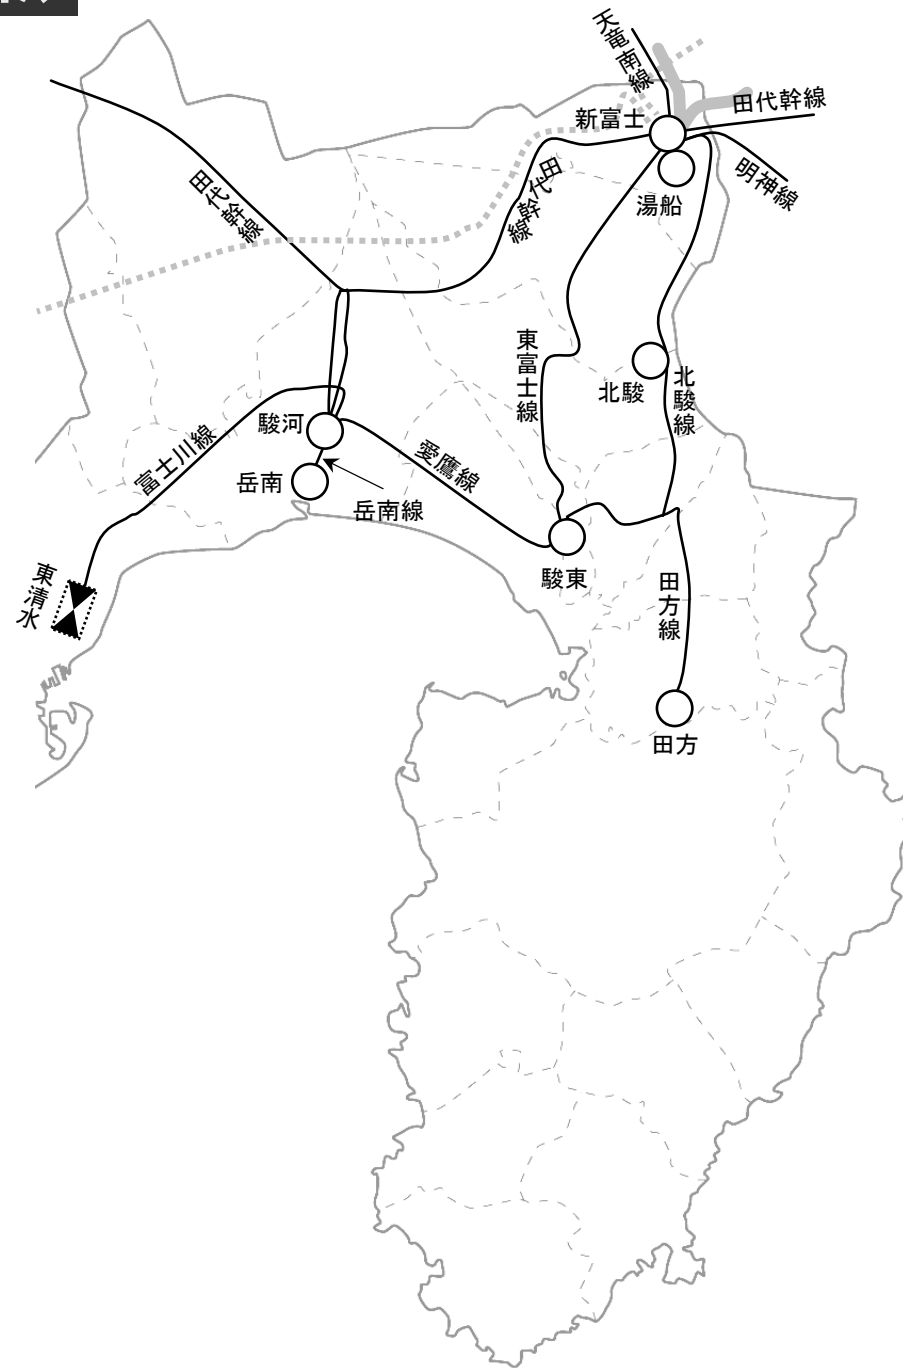 天竜南線
新富士
田代幹線
湯船
明神線
田代幹線
田代幹線
東富士線
北駿
北駿線
駿河
富士川線
愛鷹線
岳南
岳南線
駿東
東清水
田方線
田方